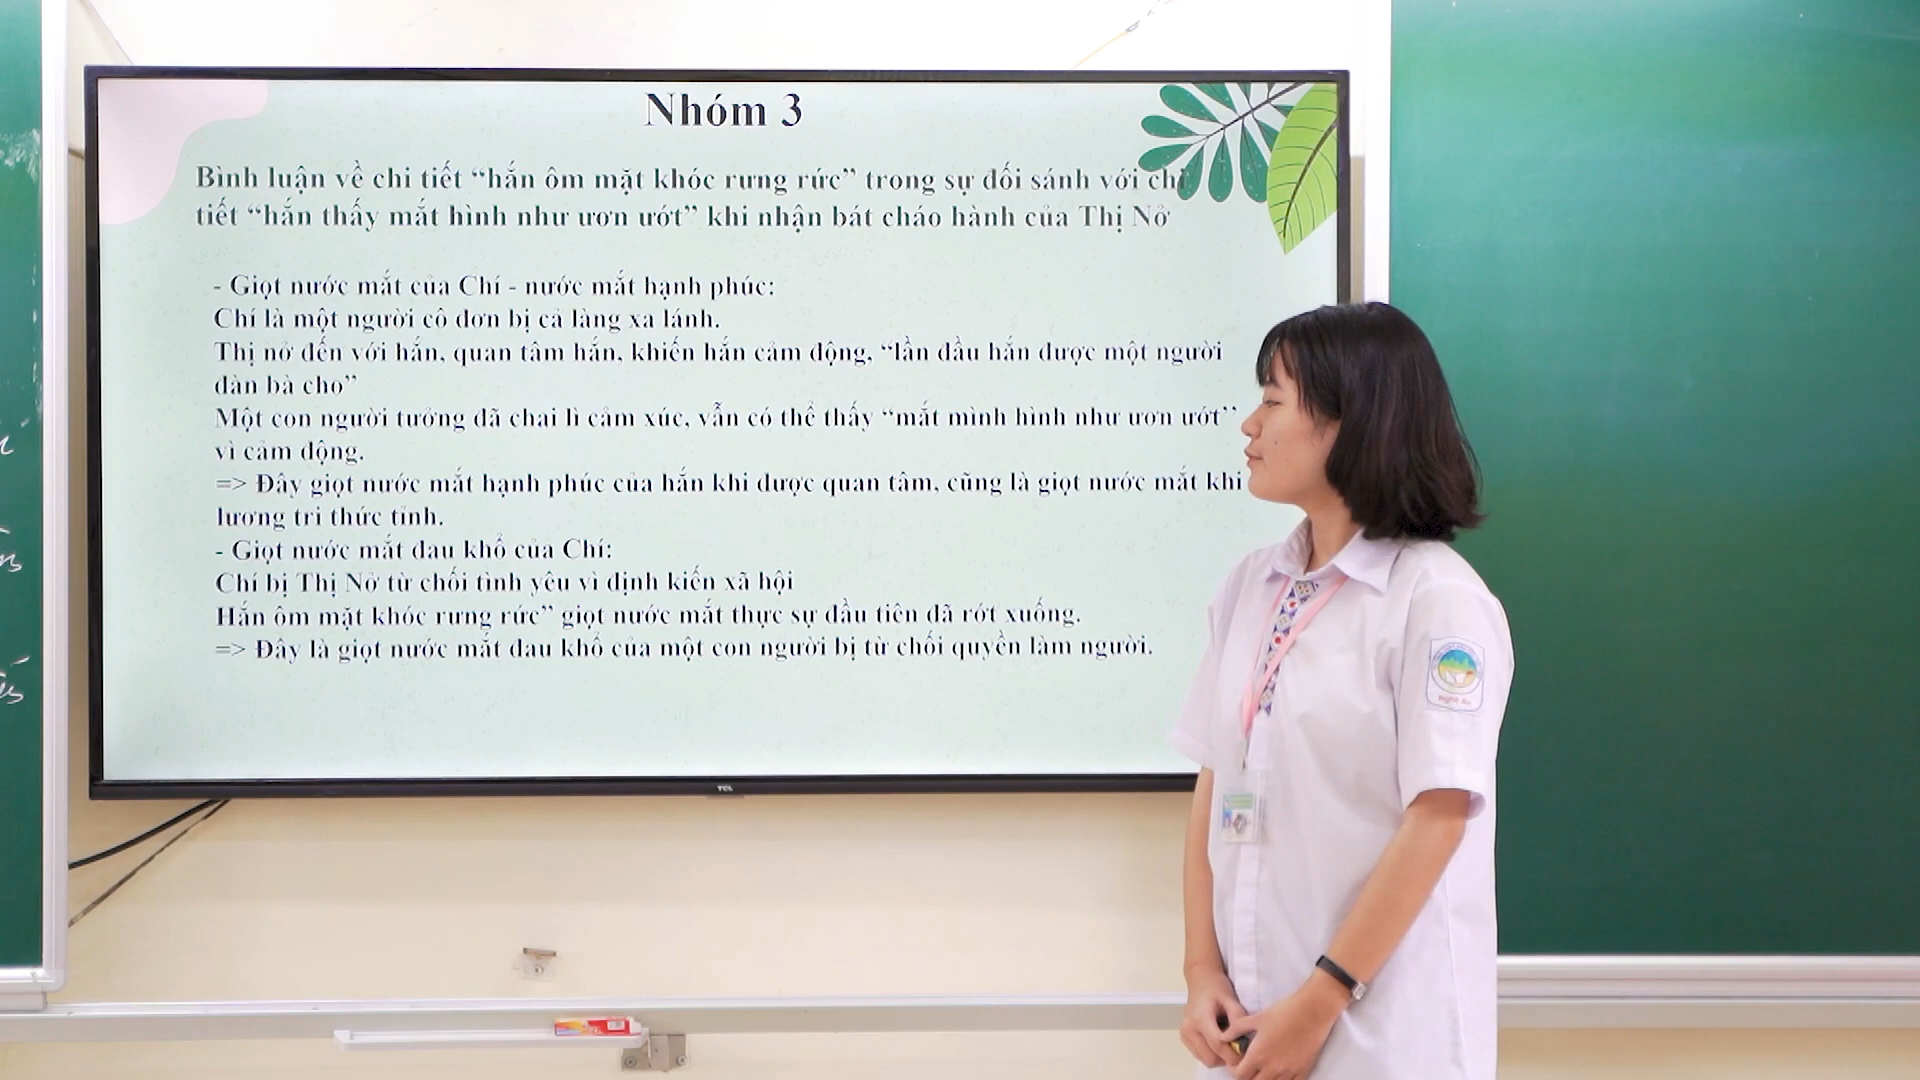 Nhóm 3
Bình luận về chi tiết “hắn ôm mặt khóc rưng rức” trong sự đối sánh với chi
tiết “hắn thấy mắt hình như ươn ướt” khi nhận bát cháo hành của Thị Nở
- Giọt nước mắt của Chí - nước mắt hạnh phúc:
Chí là một người cô đơn bị cả làng xa lánh.
Thị nở đến với hắn, quan tâm hắn, khiến hắn cảm động, “lần đầu hắn được một người
đàn bà cho”
Một con người tưởng đã chai lì cảm xúc, vẫn có thể thấy “mắt mình hình như ươn ướt’’
vì cảm động.
=> Đây giọt nước mắt hạnh phúc của hắn khi được quan tâm, cũng là giọt nước mắt khi
lương tri thức tỉnh.
- Giọt nước mắt đau khổ của Chí:
Chí bị Thị Nở từ chối tình yêu vì định kiến xã hội
Hắn ôm mặt khóc rưng rức” giọt nước mắt thực sự đầu tiên đã rớt xuống.
=> Đây là giọt nước mắt đau khổ của một con người bị từ chối quyền làm người.
TCL
Nghệ An